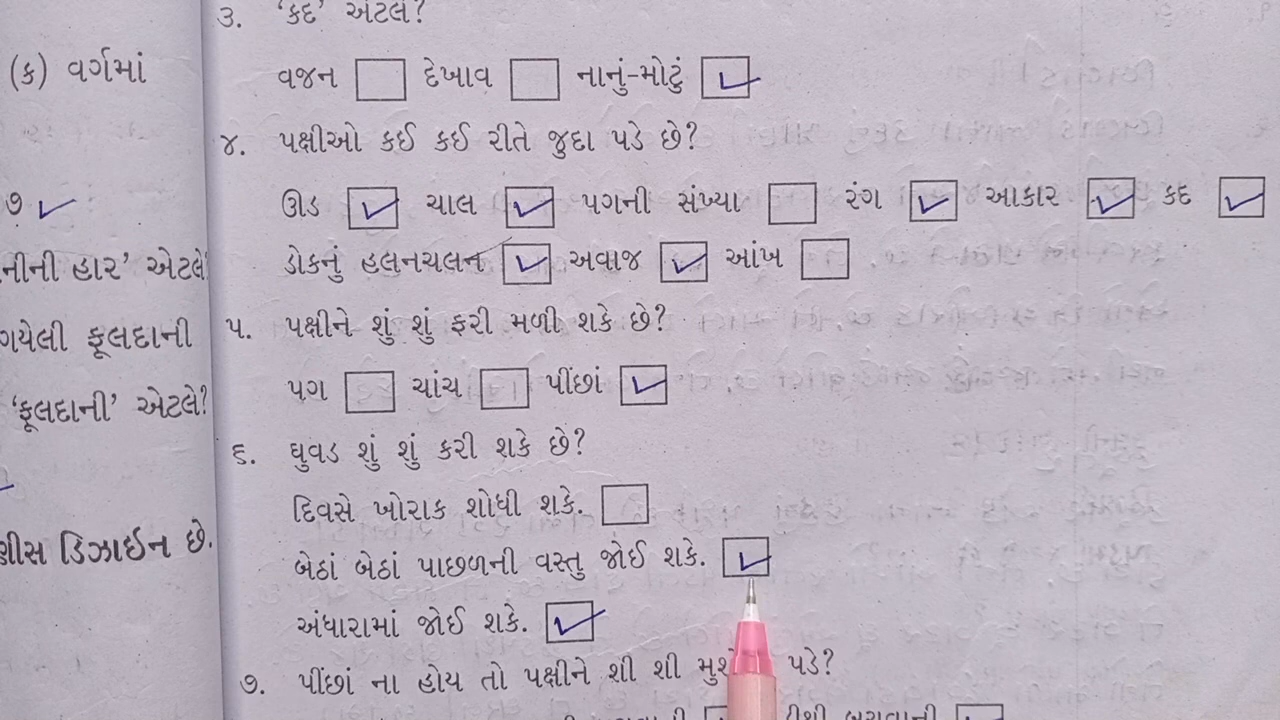 (ક) વર્ગમાં
૭ ✓
નીની હાર' એટલે?
ગયેલી ફૂલદાની
'ફૂલદાની' એટલે?
ડિઝાઈન છે.
૩. 'કદ' એટલે?
વજન ☐ દેખાવ ☐ નાનું-મોટું ☑
૪. પક્ષીઓ કઈ કઈ રીતે જુદા પડે છે?
ઊડ ☑ ચાલ ☑ પગની સંખ્યા ☐ રંગ ☑ આકાર ☑ કદ ☑
ડોકનું હલનચલન ☑ અવાજ ☑ આંખ ☐
૫. પક્ષીને શું શું ફરી મળી શકે છે?
પગ ☐ ચાંચ ☐ પીંછાં ☑
૬. ઘુવડ શું શું કરી શકે છે?
દિવસે ખોરાક શોધી શકે. ☐
બેઠાં બેઠાં પાછળની વસ્તુ જોઈ શકે. ☑
અંધારામાં જોઈ શકે. ☑
૭. પીંછાં ના હોય તો પક્ષીને શી શી પડે?